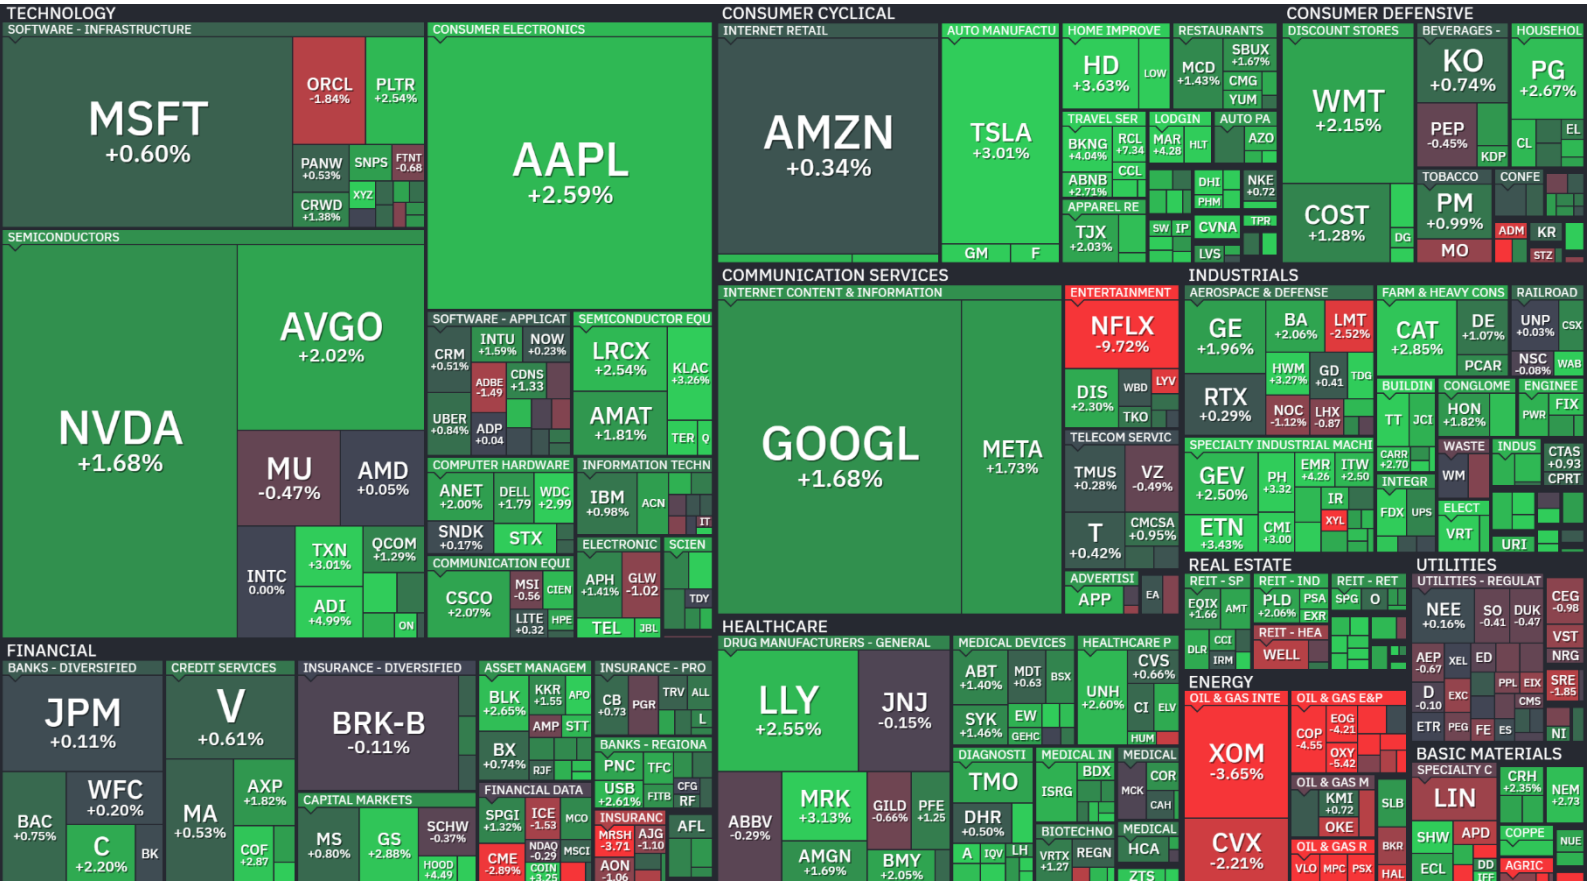 TECHNOLOGY
SOFTWARE - INFRASTRUCTURE
MSFT
+0.60%
ORCL
-1.84%
PLTR
+2.54%
PANW
+0.53%
SNPS
FTNT
-0.68
CRWD
+1.38%
XYZ
CONSUMER ELECTRONICS
AAPL
+2.59%
SEMICONDUCTORS
NVDA
+1.68%
AVGO
+2.02%
MU
-0.47%
AMD
+0.05%
INTC
0.00%
TXN
+3.01%
QCOM
+1.29%
ADI
+4.99%
ON
SOFTWARE - APPLICAT
CRM
+0.51%
INTU
+1.59%
NOW
+0.23%
ADBE
-1.49
CDNS
+1.33
UBER
+0.84%
ADP
+0.04
SEMICONDUCTOR EQU
LRCX
+2.54%
KLAC
+3.26%
AMAT
+1.81%
TER
Q
COMPUTER HARDWARE
ANET
+2.00%
DELL
+1.79
WDC
+2.99
SNDK
+0.17%
STX
INFORMATION TECHN
IBM
+0.98%
ACN
IT
COMMUNICATION EQUI
CSCO
+2.07%
MSI
-0.56
CIEN
LITE
+0.32
HPE
ELECTRONIC
APH
+1.41%
GLW
-1.02
TEL
JBL
SCIEN
TDY
CONSUMER CYCLICAL
INTERNET RETAIL
AMZN
+0.34%
AUTO MANUFACTU
TSLA
+3.01%
GM
F
HOME IMPROVE
HD
+3.63%
LOW
RESTAURANTS
MCD
+1.43%
SBUX
+1.67%
CMG
YUM
TRAVEL SER
BKNG
+4.04%
RCL
+7.34
ABNB
+2.71%
CCL
LODGIN
MAR
+4.28
HLT
AUTO PA
AZO
DHI
PHM
NKE
+0.72
APPAREL RE
TJX
+2.03%
SW
IP
CVNA
LVS
TPR
CONSUMER DEFENSIVE
DISCOUNT STORES
WMT
+2.15%
COST
+1.28%
DG
BEVERAGES -
KO
+0.74%
PEP
-0.45%
KDP
HOUSEHOL
PG
+2.67%
CL
EL
TOBACCO
PM
+0.99%
MO
CONFE
ADM
KR
STZ
COMMUNICATION SERVICES
INTERNET CONTENT & INFORMATION
GOOGL
+1.68%
META
+1.73%
ENTERTAINMENT
NFLX
-9.72%
DIS
+2.30%
WBD
LYV
TKO
TELECOM SERVIC
TMUS
+0.28%
VZ
-0.49%
T
+0.42%
CMCSA
+0.95%
ADVERTISI
APP
EA
INDUSTRIALS
AEROSPACE & DEFENSE
GE
+1.96%
BA
+2.06%
LMT
-2.52%
RTX
+0.29%
HWM
+3.27%
GD
+0.41
TDG
NOC
-1.12%
LHX
-0.87
FARM & HEAVY CONS
CAT
+2.85%
DE
+1.07%
PCAR
RAILROAD
UNP
+0.03%
CSX
NSC
-0.08%
WAB
SPECIALTY INDUSTRIAL MACHI
GEV
+2.50%
PH
+3.32
EMR
+4.26
ITW
+2.50
ETN
+3.43%
CMI
+3.00
IR
XYL
BUILDIN
TT
JCI
CARR
+2.70
CONGLOME
HON
+1.82%
ENGINEE
PWR
FIX
WASTE
WM
INDUS
CTAS
+0.93
CPRT
INTEGR
FDX
UPS
ELECT
VRT
URI
REAL ESTATE
REIT - SP
EQIX
+1.66
AMT
DLR
CCI
IRM
REIT - IND
PLD
+2.06%
PSA
EXR
REIT - RET
SPG
O
REIT - HEA
WELL
UTILITIES
UTILITIES - REGULAT
NEE
+0.16%
SO
-0.41
DUK
-0.47
CEG
-0.98
VST
NRG
AEP
-0.67
XEL
ED
D
-0.10
EXC
PPL
EIX
SRE
-1.85
CMS
ETR
PEG
FE
ES
NI
FINANCIAL
BANKS - DIVERSIFIED
JPM
+0.11%
BAC
+0.75%
WFC
+0.20%
C
+2.20%
BK
CREDIT SERVICES
V
+0.61%
MA
+0.53%
AXP
+1.82%
COF
+2.87
INSURANCE - DIVERSIFIED
BRK-B
-0.11%
CAPITAL MARKETS
MS
+0.80%
GS
+2.88%
SCHW
-0.37%
HOOD
+4.49
ASSET MANAGEM
BLK
+2.65%
KKR
+1.55
APO
AMP
STT
BX
+0.74%
RJF
FINANCIAL DATA
SPGI
+1.32%
ICE
-1.53
MCO
CME
-2.89%
NDAQ
-0.29
MSCI
COIN
+3.25
INSURANCE - PRO
CB
+0.73
PGR
TRV
ALL
L
BANKS - REGIONA
PNC
TFC
USB
+2.61%
FITB
CFG
RF
INSURANC
MRSH
-3.71
AJG
-1.10
AON
-1.06
AFL
HEALTHCARE
DRUG MANUFACTURERS - GENERAL
LLY
+2.55%
JNJ
-0.15%
ABBV
-0.29%
MRK
+3.13%
GILD
-0.66%
PFE
+1.25
AMGN
+1.69%
BMY
+2.05%
MEDICAL DEVICES
ABT
+1.40%
MDT
+0.63
BSX
SYK
+1.46%
EW
GEHC
HEALTHCARE P
UNH
+2.60%
CVS
+0.66%
CI
ELV
HUM
DIAGNOSTI
TMO
DHR
+0.50%
A
IQV
LH
MEDICAL IN
ISRG
BDX
MEDICAL
MCK
COR
CAH
BIOTECHNO
VRTX
+1.27
REGN
MEDICAL
HCA
ZTS
ENERGY
OIL & GAS INTE
XOM
-3.65%
CVX
-2.21%
OIL & GAS E&P
COP
-4.55
EOG
-4.21
OXY
-5.42
OIL & GAS M
KMI
+0.72
OKE
SLB
BKR
HAL
OIL & GAS R
VLO
MPC
PSX
BASIC MATERIALS
SPECIALTY C
LIN
SHW
APD
ECL
DD
IFF
CRH
+2.35%
NEM
+2.73
COPPE
NUE
AGRIC